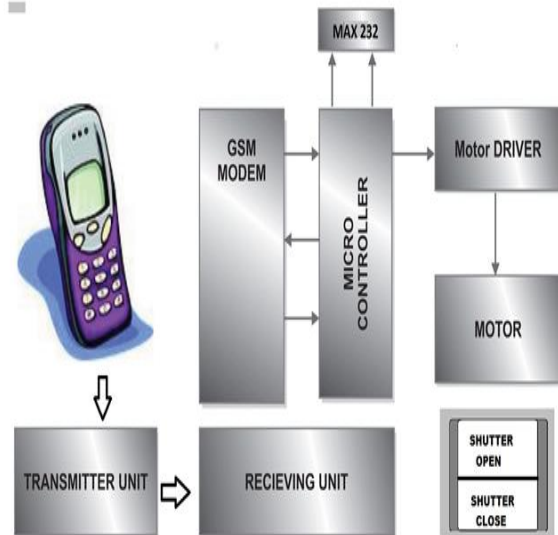 MAX 232
GSM
MODEM
MICRO
CONTROLLER
Motor DRIVER
MOTOR
TRANSMITTER UNIT
RECIEVING UNIT
SHUTTER
OPEN
SHUTTER
CLOSE